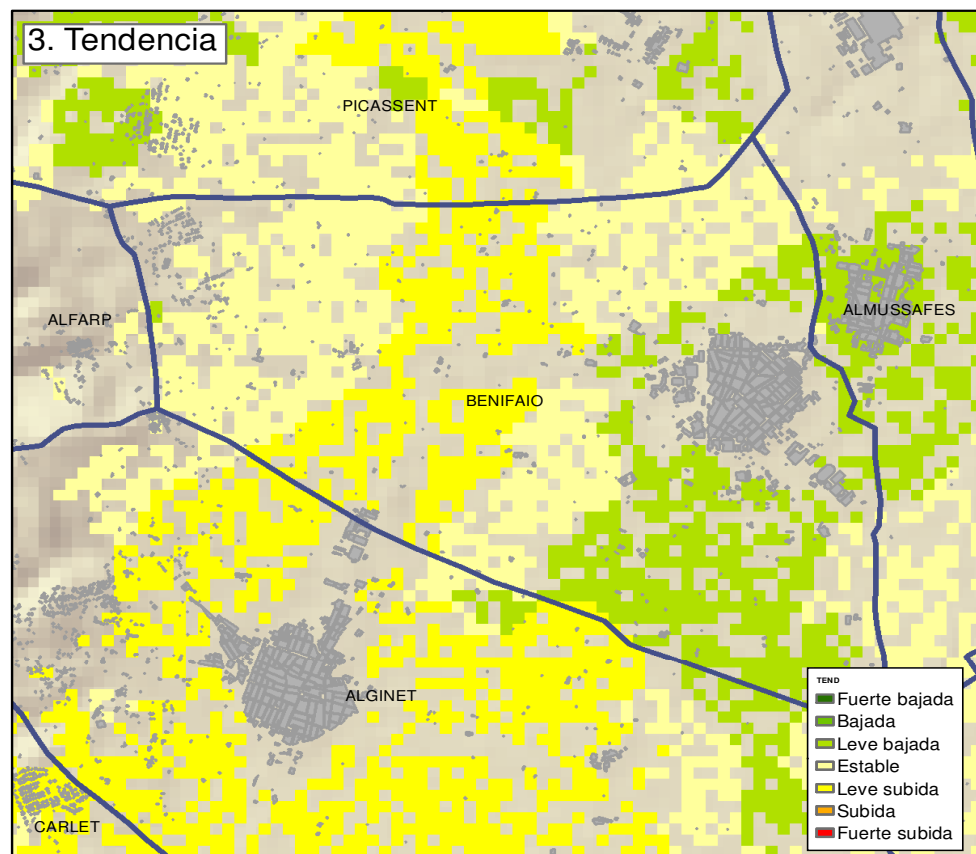 3. Tendencia
PICASSENT
ALFARP
ALMUSSAFES
BENIFAIO
ALGINET
CARLET
TEND
Fuerte bajada
Bajada
Leve bajada
Estable
Leve subida
Subida
Fuerte subida